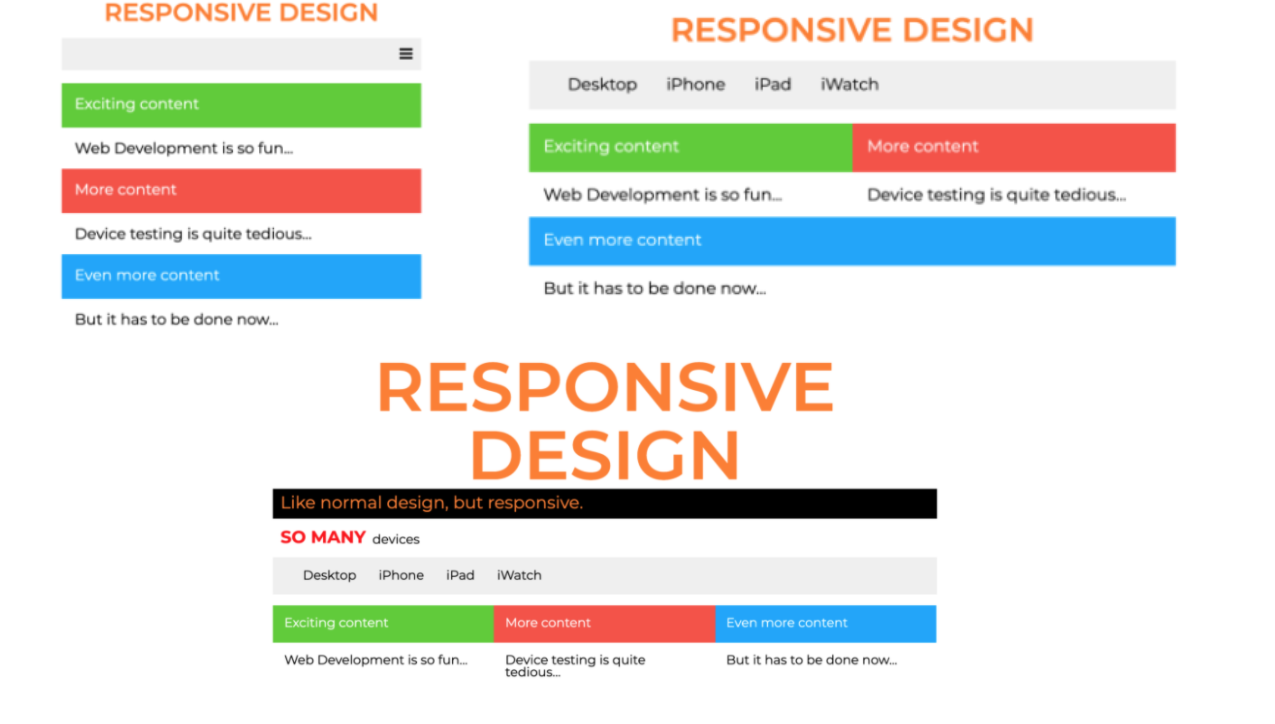 RESPONSIVE DESIGN
Exciting content
Web Development is so fun...
More content
Device testing is quite tedious...
Even more content
But it has to be done now...
RESPONSIVE DESIGN
Desktop iPhone iPad iWatch
Exciting content More content
Web Development is so fun... Device testing is quite tedious...
Even more content
But it has to be done now...
RESPONSIVE
DESIGN
Like normal design, but responsive.
SO MANY devices
Desktop iPhone iPad iWatch
Exciting content More content Even more content
Web Development is so fun... Device testing is quite But it has to be done now...
tedious...